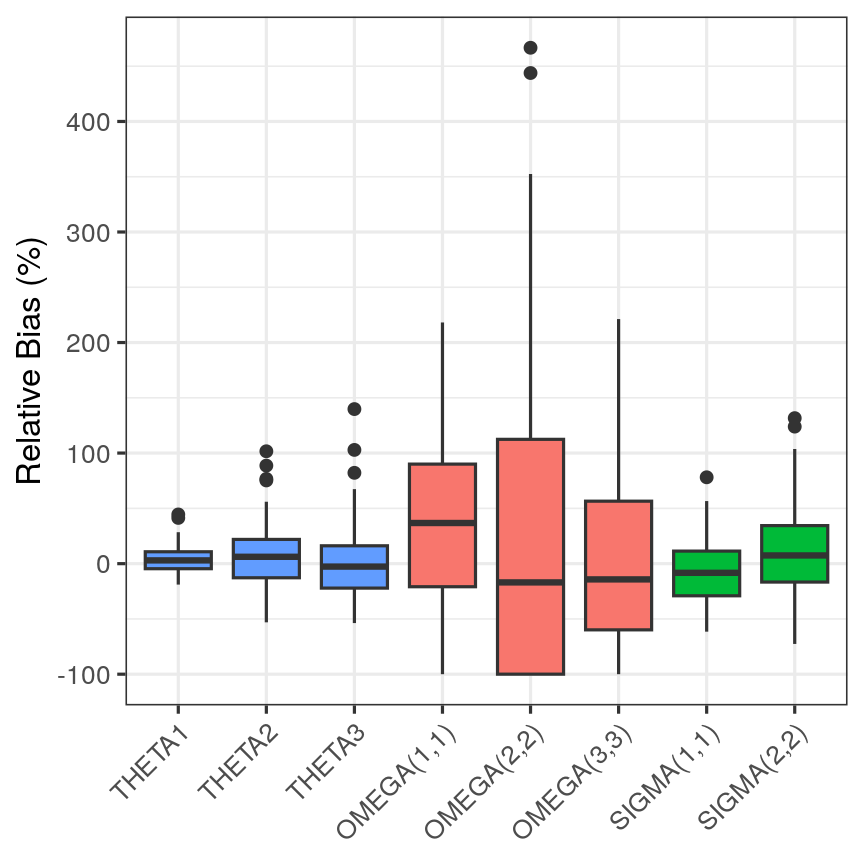 Relative Bias (%)
400
300
200
100
0
-100
THETA1
THETA2
THETA3
OMEGA(1,1)
OMEGA(2,2)
OMEGA(3,3)
SIGMA(1,1)
SIGMA(2,2)